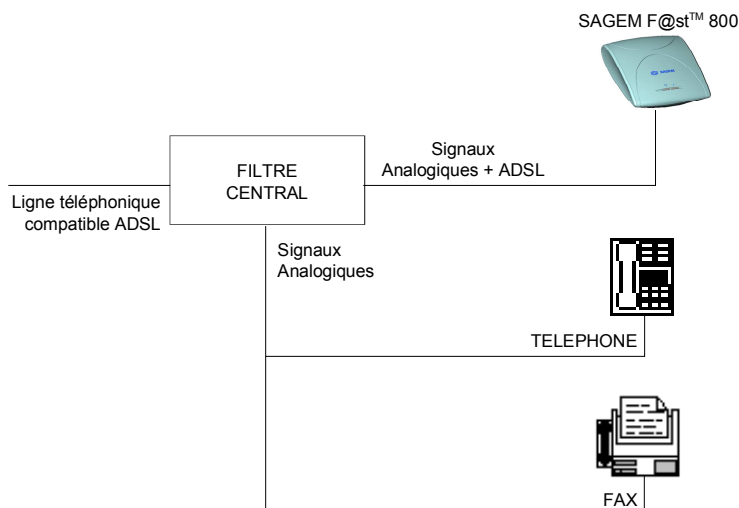 SAGEM F@st™ 800
Signaux
Analogiques + ADSL
FILTRE
CENTRAL
Ligne téléphonique
compatible ADSL
Signaux
Analogiques
TELEPHONE
FAX